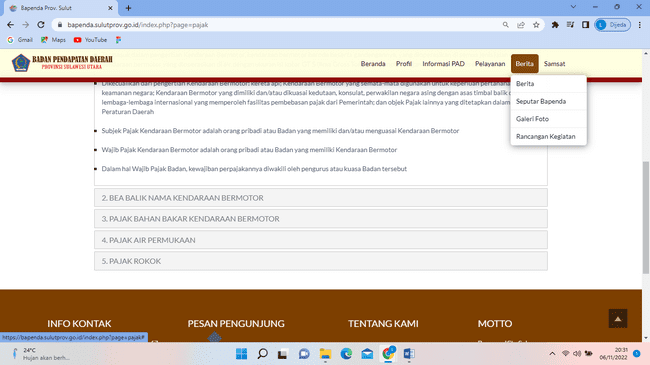 Bapenda Prov. Sulut
bapenda.sulutprov.go.id/index.php?page=pajak
L
Dijeda
Gmail
Maps
YouTube
BADAN PENDAPATAN DAERAH
PROVINSI SULAWESI UTARA
Beranda
Profil
Informasi PAD
Pelayanan
Berita
Samsat
Berita
Seputar Bapenda
Galeri Foto
Rancangan Kegiatan
Dikecualikan dari pengertian Kendaraan Bermotor; kereta api; Kendaraan Bermotor yang semata-mata digunakan untuk keperluan pertahanan
keamanan negara; Kendaraan Bermotor yang dimiliki dan/atau dikuasai kedutaan, konsulat, perwakilan negara asing dengan asas timbal balik
lembaga-lembaga internasional yang memperoleh fasilitas pembebasan pajak dari Pemerintah; dan objek Pajak lainnya yang ditetapkan dalam
Peraturan Daerah
Subjek Pajak Kendaraan Bermotor adalah orang pribadi atau Badan yang memiliki dan/atau menguasai Kendaraan Bermotor
Wajib Pajak Kendaraan Bermotor adalah orang pribadi atau Badan yang memiliki Kendaraan Bermotor
Dalam hal Wajib Pajak Badan, kewajiban perpajakannya diwakili oleh pengurus atau kuasa Badan tersebut
2. BEA BALIK NAMA KENDARAAN BERMOTOR
3. PAJAK BAHAN BAKAR KENDARAAN BERMOTOR
4. PAJAK AIR PERMUKAAN
5. PAJAK ROKOK
INFO KONTAK
PESAN PENGUNJUNG
TENTANG KAMI
MOTTO
https://bapenda.sulutprov.go.id/index.php?page=pajak#
24°C
Hujan akan berh...
20:31
06/11/2022